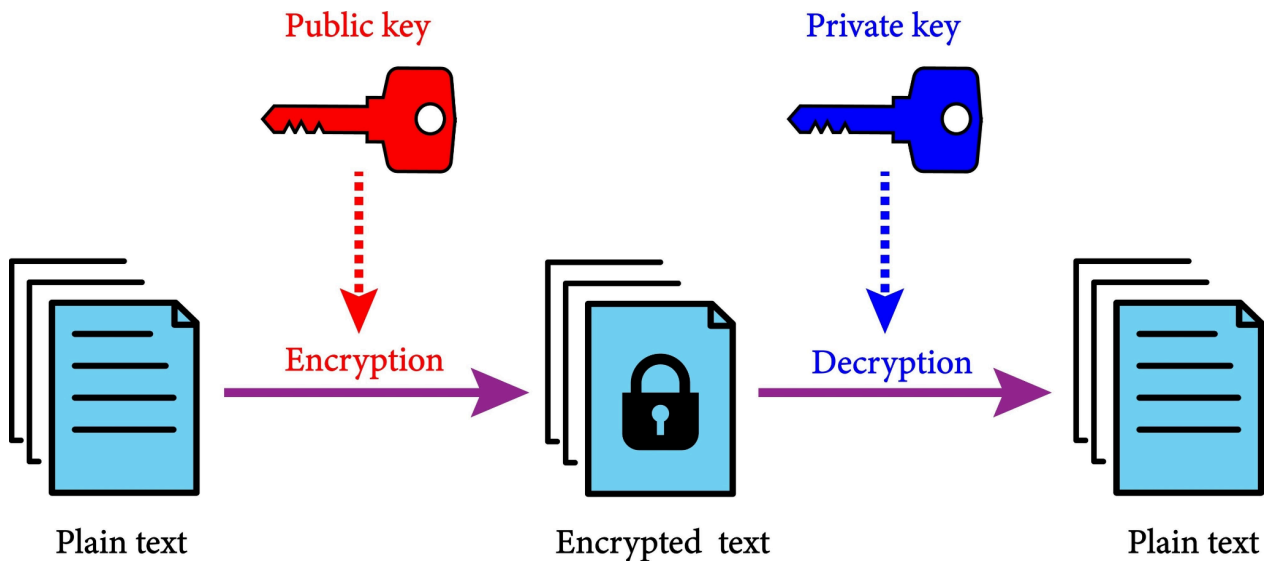 Public key
Private key
Encryption
Decryption
Plain text
Encrypted text
Plain text